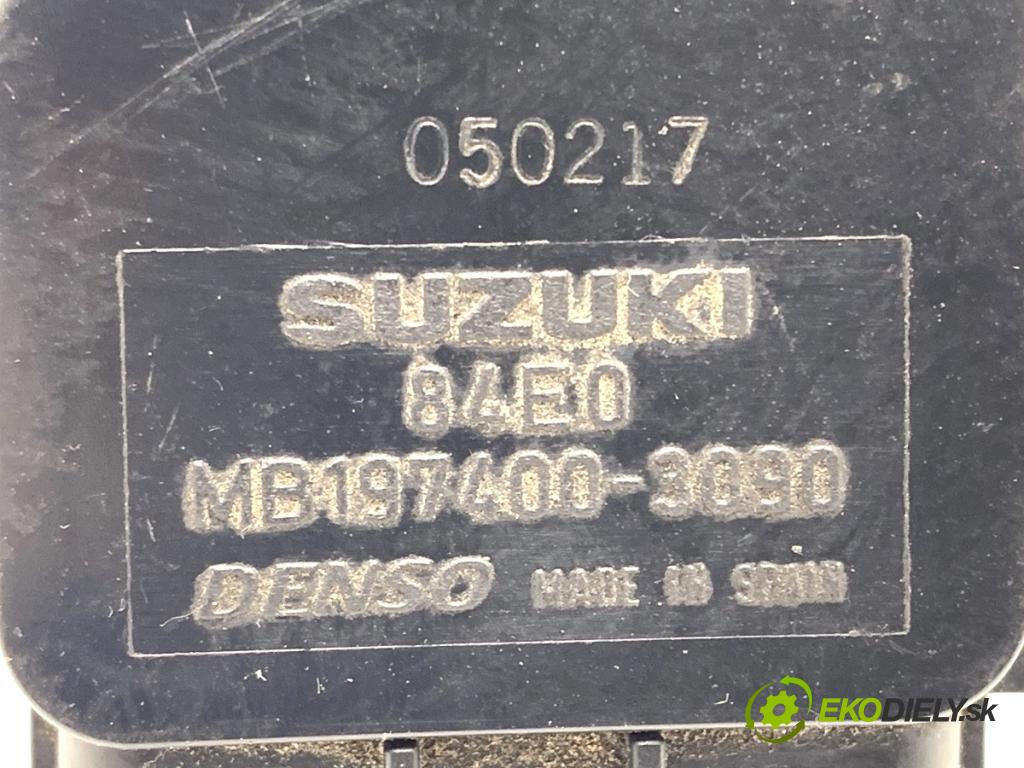 050217
SUZUKI
84E0
MB197400-3090
DENSO MADE IN SPAIN
EKODIELY.sk